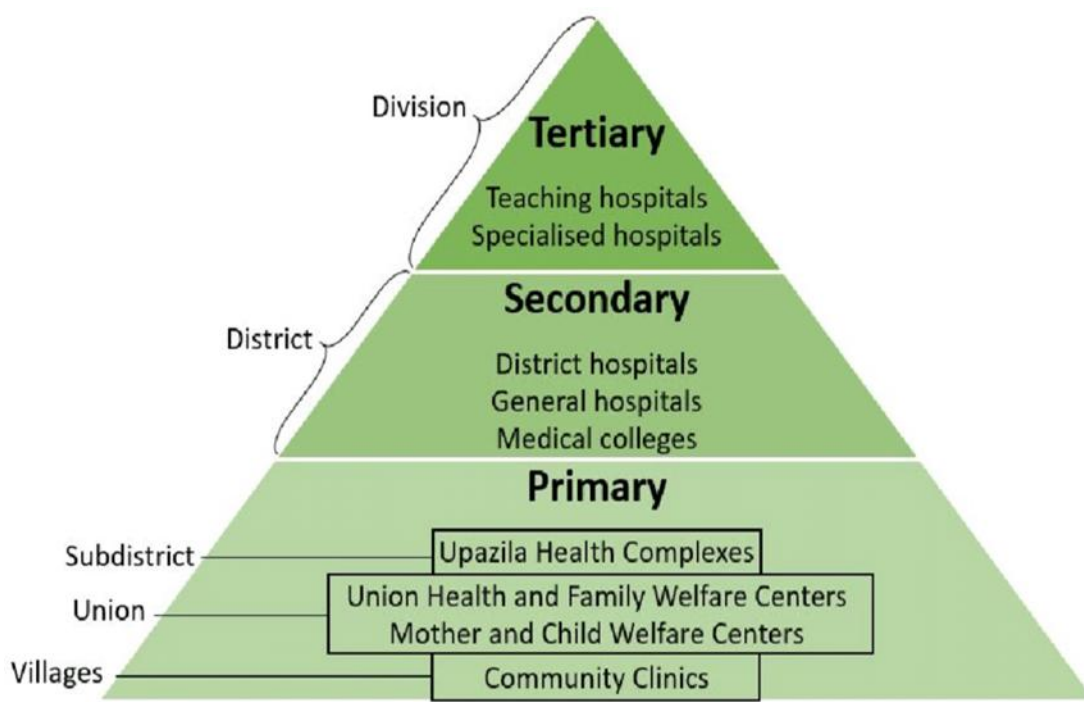 Division
Tertiary
Teaching hospitals
Specialised hospitals
District
Secondary
District hospitals
General hospitals
Medical colleges
Primary
Subdistrict
Upazila Health Complexes
Union
Union Health and Family Welfare Centers
Mother and Child Welfare Centers
Villages
Community Clinics